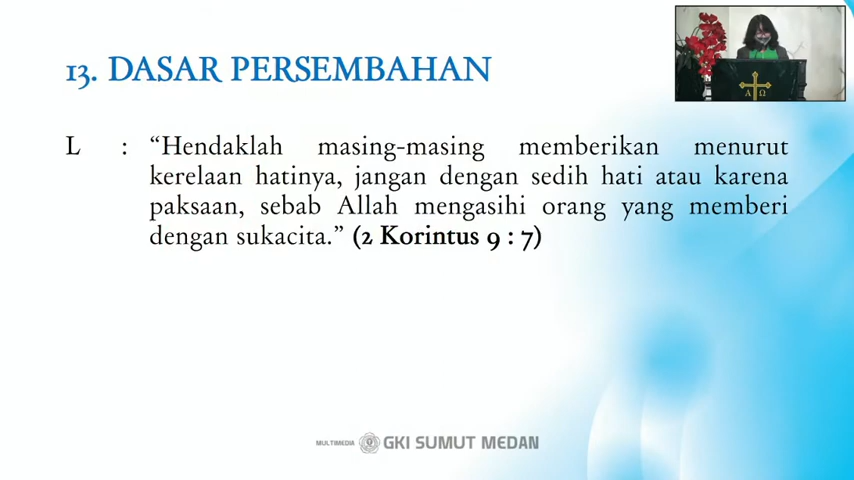 13. DASAR PERSEMBAHAN
L : “Hendaklah masing-masing memberikan menurut
kerelaan hatinya, jangan dengan sedih hati atau karena
paksaan, sebab Allah mengasihi orang yang memberi
dengan sukacita.” (2 Korintus 9 : 7)
Α Ω
MULTIMEDIA GKI SUMUT MEDAN